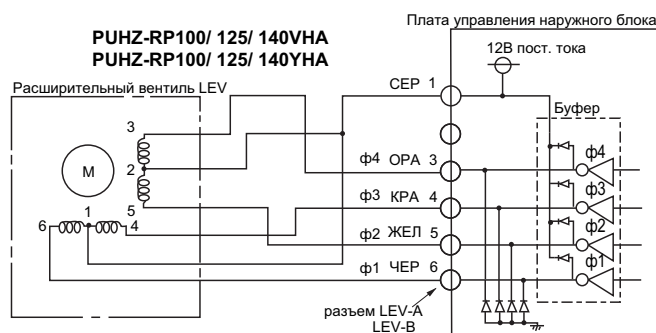 PUHZ-RP100/ 125/ 140VHA
PUHZ-RP100/ 125/ 140YHA
Плата управления наружного блока
12В пост. тока
Расширительный вентиль LEV
СЕР 1
Буфер
3
2
5
M
1
6
4
ф4 ОРА 3
ф3 КРА 4
ф2 ЖЕЛ 5
ф1 ЧЕР 6
ф4
ф3
ф2
ф1
разъем LEV-A
LEV-B